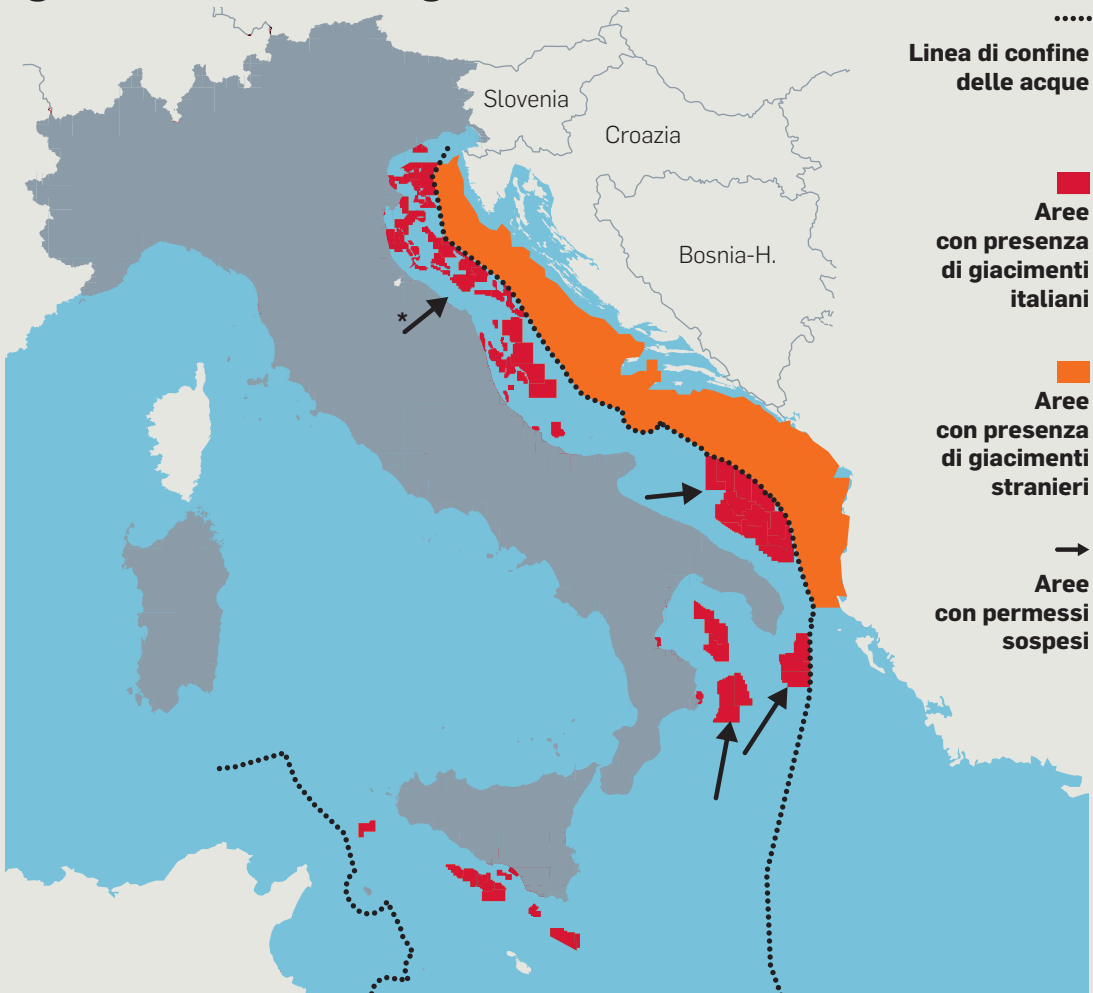 Slovenia
Croazia
Bosnia-H.
*
Linea di confine
delle acque
Aree
con presenza
di giacimenti
italiani
Aree
con presenza
di giacimenti
stranieri
Aree
con permessi
sospesi